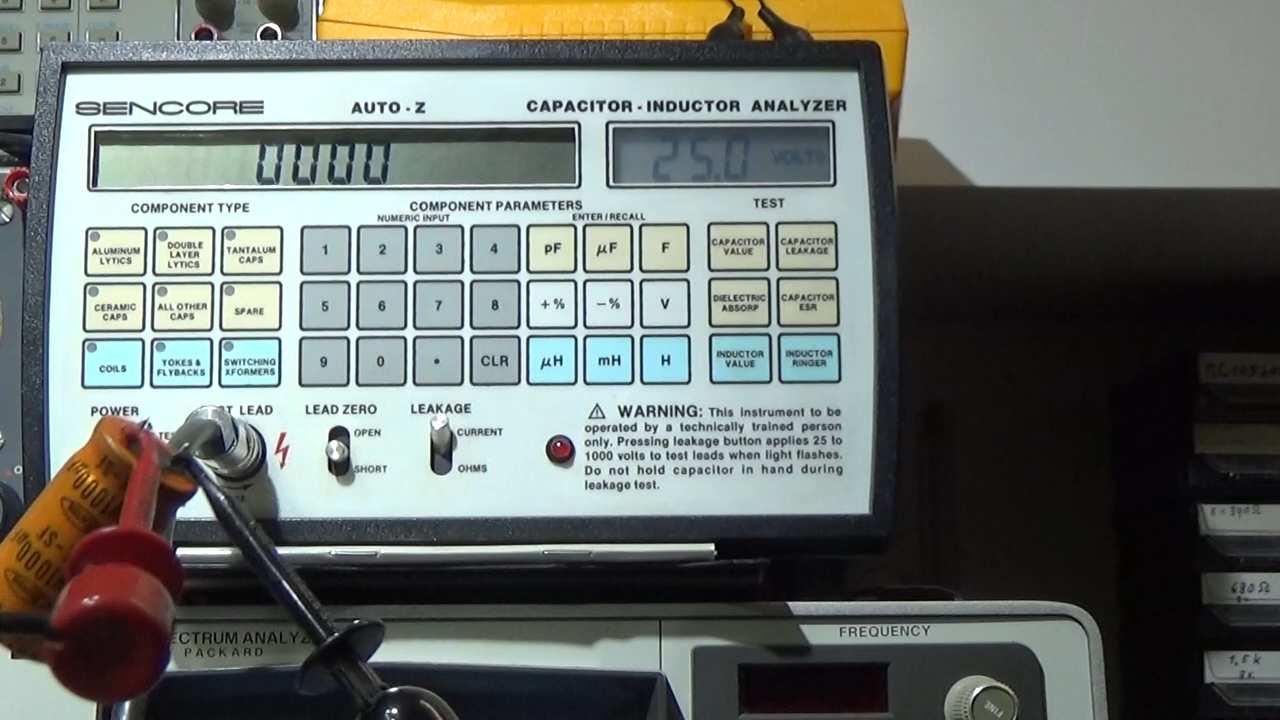 SENCORE AUTO-Z CAPACITOR-INDUCTOR ANALYZER
0000 25.0 VOLTS
COMPONENT TYPE COMPONENT PARAMETERS TEST
NUMERIC INPUT ENTER/RECALL
ALUMINUM LYTICS
DOUBLE LAYER LYTICS
TANTALUM CAPS
1 2 3 4 pF µF F
CAPACITOR VALUE
CAPACITOR LEAKAGE
CERAMIC CAPS
ALL OTHER CAPS
SPARE
5 6 7 8 +% -% V
DIELECTRIC ABSORP
CAPACITOR ESR
COILS
YOKES & FLYBACKS
SWITCHING XFORMERS
9 0 • CLR µH mH H
INDUCTOR VALUE
INDUCTOR RINGER
POWER LEAD LEAD ZERO LEAKAGE
OPEN
SHORT
CURRENT
OHMS
⚠ WARNING: This instrument to be
operated by a technically trained person
only. Pressing leakage button applies 25 to
1000 volts to test leads when light flashes.
Do not hold capacitor in hand during
leakage test.
680Ω
1,5k
8x
PACKARD
FREQUENCY
FINE